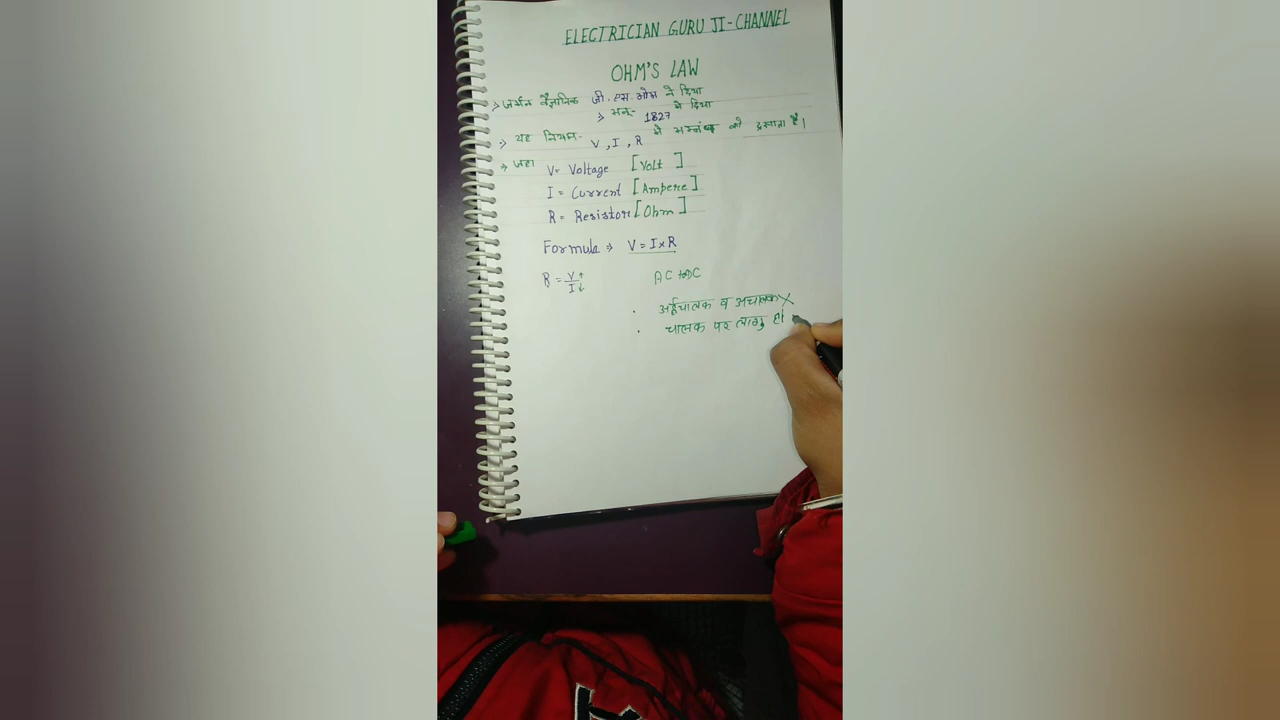 ELECTRICIAN GURU JI-CHANNEL
OHM'S LAW
⇒ जर्मन वैज्ञानिक जी. एस. ओम ने दिया
⇒ सन्- 1827 में दिया
⇒ यह नियम- V, I, R में सम्बंध को दर्शाता है।
⇒ जहा V= Voltage [Volt]
I = Current [Ampere]
R = Resistor [Ohm]
Formula ⇒ V = I×R
R = V↑/I↓
AC DC
. अर्द्धचालक व अचालक X
. चालक पर लागु हो